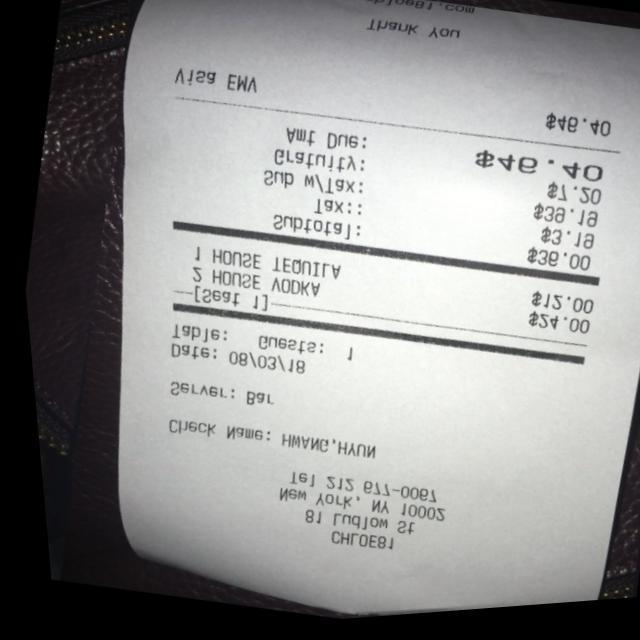 CHLOE81
81 Ludlow St
New York, NY 10002
Tel 212 677-0067
Check Name: HWANG,HYUN
Server: Bar
Date: 08/03/18
Table: Guests: 1
[Seat 1]
2 HOUSE VODKA $24.00
1 HOUSE TEQUILA $12.00
Subtotal: $36.00
Tax:: $3.19
Sub w/Tax: $39.19
Gratuity: $7.20
Amt Due: $46.40
Visa EMV $46.40
Thank You